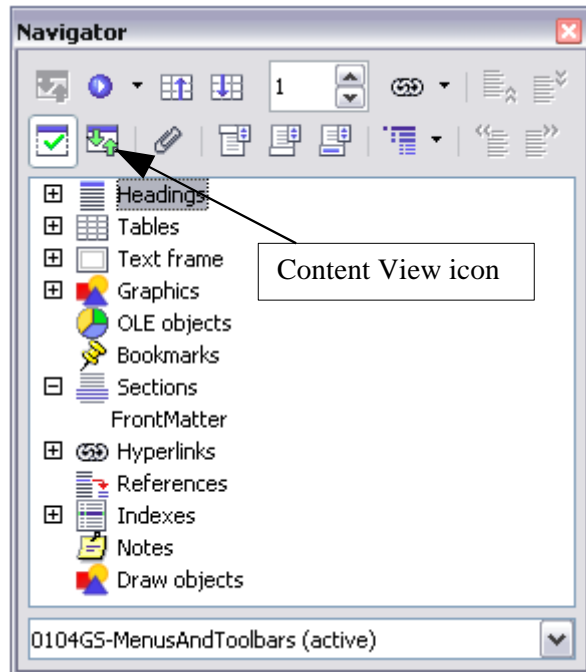 Navigator
1
Headings
Tables
Text frame
Content View icon
Graphics
OLE objects
Bookmarks
Sections
FrontMatter
Hyperlinks
References
Indexes
Notes
Draw objects
0104GS-MenusAndToolbars (active)